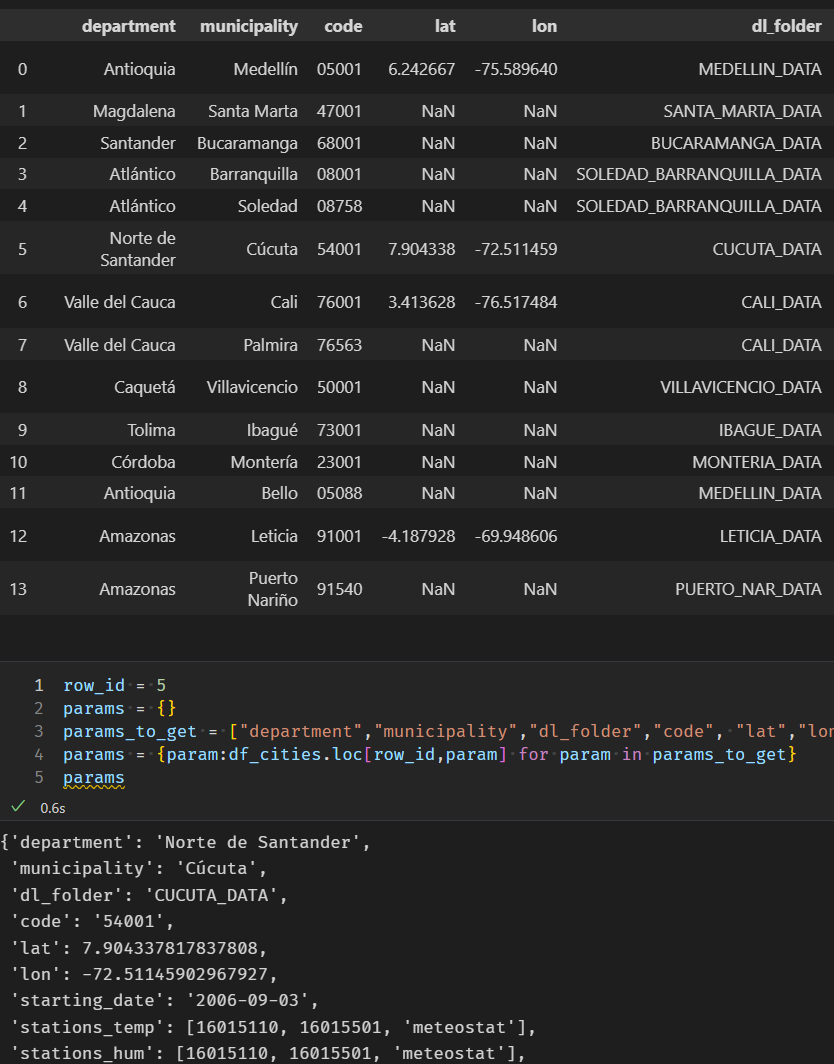 department municipality code lat lon dl_folder
0 Antioquia Medellín 05001 6.242667 -75.589640 MEDELLIN_DATA
1 Magdalena Santa Marta 47001 NaN NaN SANTA_MARTA_DATA
2 Santander Bucaramanga 68001 NaN NaN BUCARAMANGA_DATA
3 Atlántico Barranquilla 08001 NaN NaN SOLEDAD_BARRANQUILLA_DATA
4 Atlántico Soledad 08758 NaN NaN SOLEDAD_BARRANQUILLA_DATA
5 Norte de Santander Cúcuta 54001 7.904338 -72.511459 CUCUTA_DATA
6 Valle del Cauca Cali 76001 3.413628 -76.517484 CALI_DATA
7 Valle del Cauca Palmira 76563 NaN NaN CALI_DATA
8 Caquetá Villavicencio 50001 NaN NaN VILLAVICENCIO_DATA
9 Tolima Ibagué 73001 NaN NaN IBAGUE_DATA
10 Córdoba Montería 23001 NaN NaN MONTERIA_DATA
11 Antioquia Bello 05088 NaN NaN MEDELLIN_DATA
12 Amazonas Leticia 91001 -4.187928 -69.948606 LETICIA_DATA
13 Amazonas Puerto Nariño 91540 NaN NaN PUERTO_NAR_DATA
1 row_id = 5
2 params = {}
3 params_to_get = ["department","municipality","dl_folder","code", "lat","lon
4 params = {param:df_cities.loc[row_id,param] for param in params_to_get}
5 params
0.6s
{'department': 'Norte de Santander',
'municipality': 'Cúcuta',
'dl_folder': 'CUCUTA_DATA',
'code': '54001',
'lat': 7.904337817837808,
'lon': -72.51145902967927,
'starting_date': '2006-09-03',
'stations_temp': [16015110, 16015501, 'meteostat'],
'stations_hum': [16015110, 16015501, 'meteostat'],